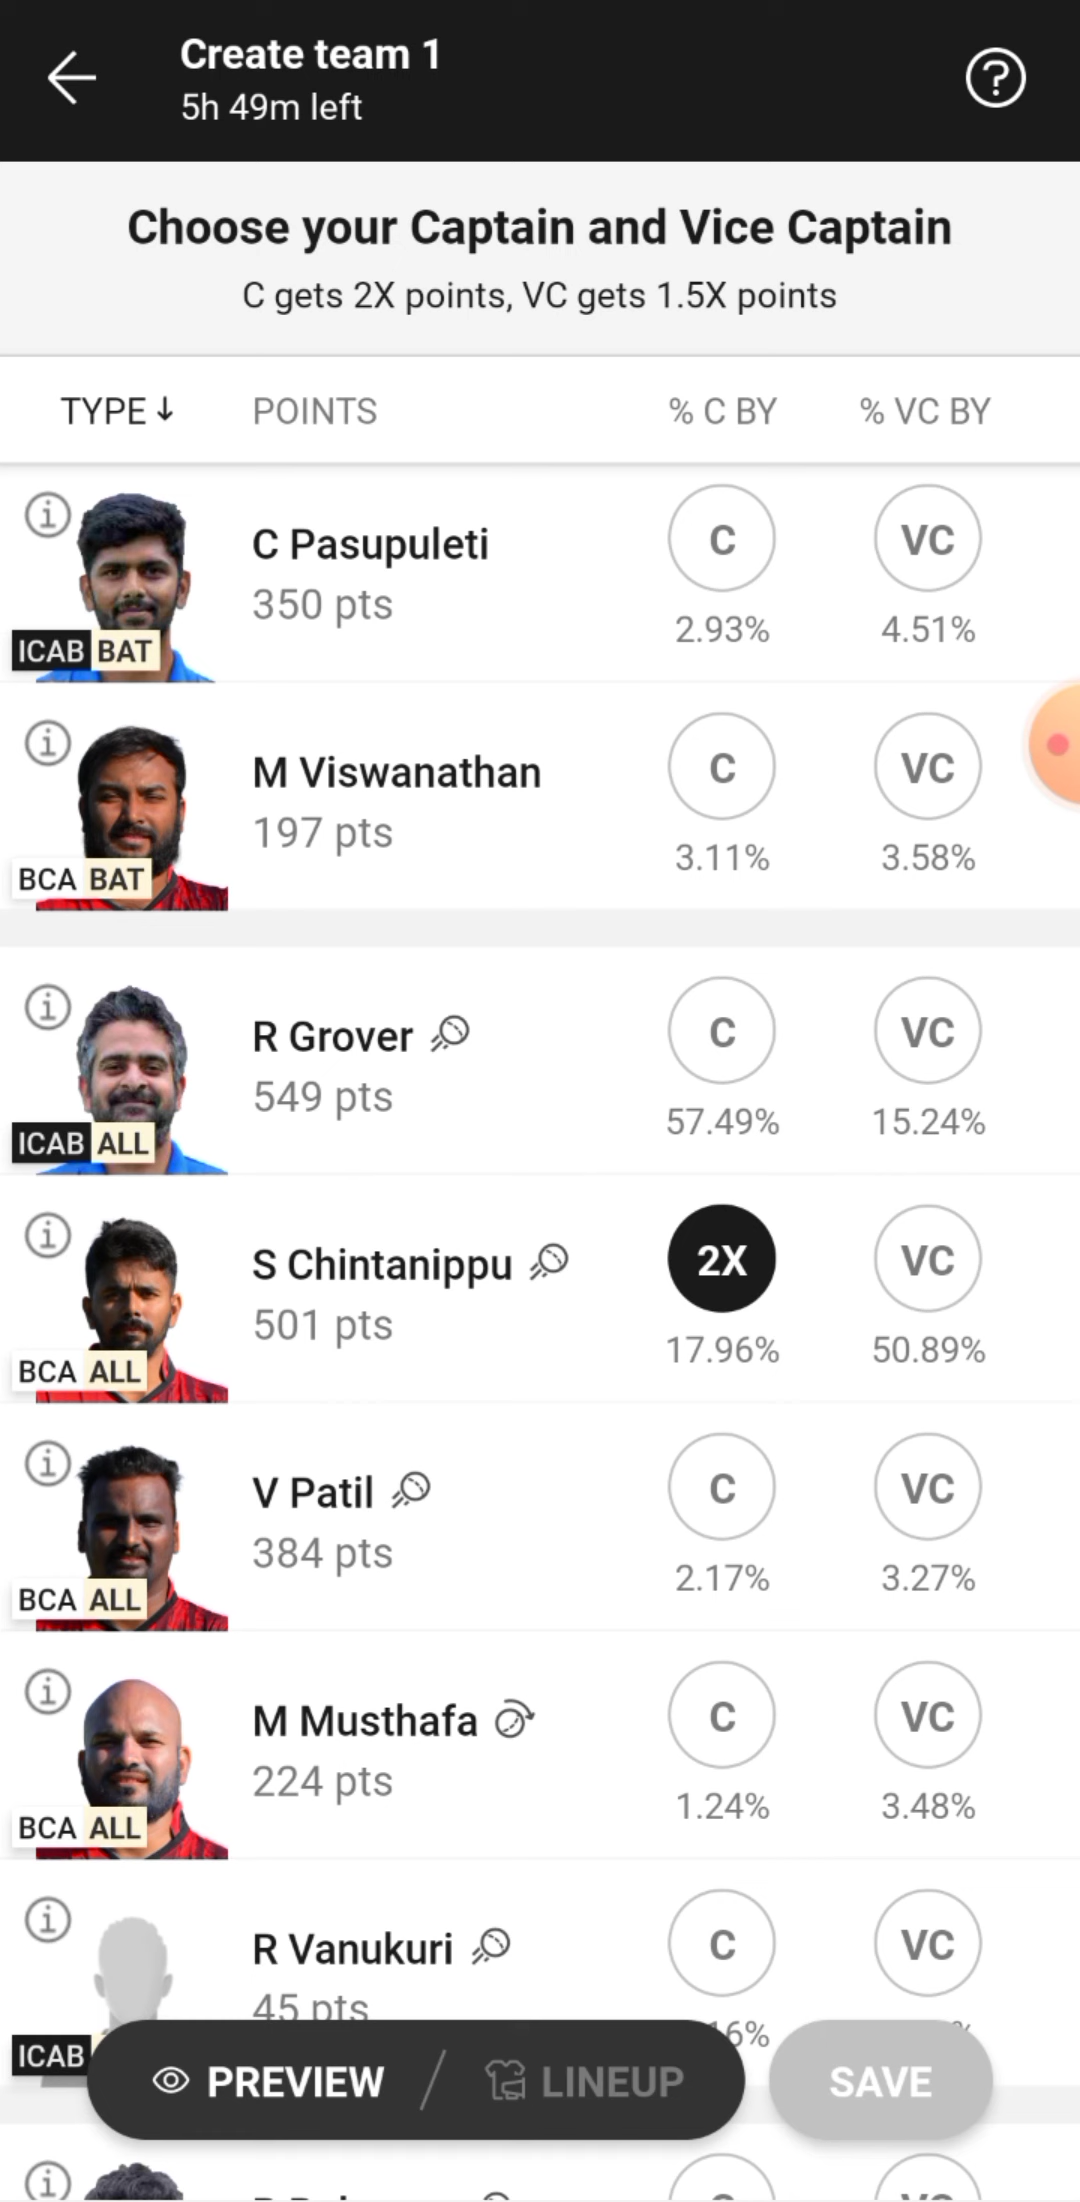 Create team 1
5h 49m left
Choose your Captain and Vice Captain
C gets 2X points, VC gets 1.5X points
TYPE↓ POINTS % C BY % VC BY
C Pasupuleti C VC
350 pts 2.93% 4.51%
ICAB BAT
M Viswanathan C VC
197 pts 3.11% 3.58%
BCA BAT
R Grover C VC
549 pts 57.49% 15.24%
ICAB ALL
S Chintanippu 2X VC
501 pts 17.96% 50.89%
BCA ALL
V Patil C VC
384 pts 2.17% 3.27%
BCA ALL
M Musthafa C VC
224 pts 1.24% 3.48%
BCA ALL
R Vanukuri C VC
45 pts
ICAB
PREVIEW / LINEUP SAVE